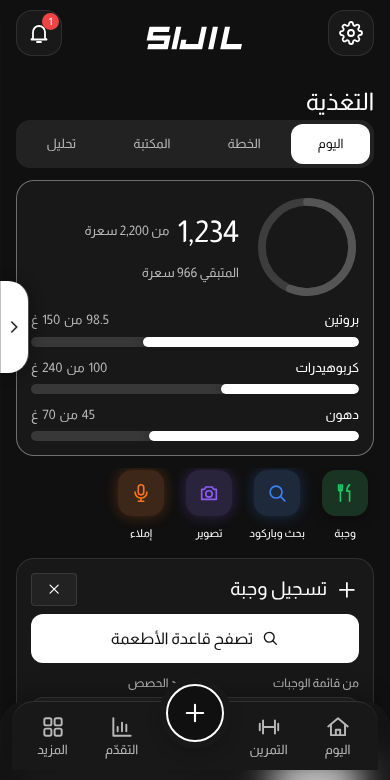 1
SIJIL
التغذية
اليوم
الخطة
المكتبة
تحليل
1,234 من 2,200 سعرة
المتبقي 966 سعرة
بروتين 98.5 من 150 غ
كربوهيدرات 100 من 240 غ
دهون 45 من 70 غ
وجبة
بحث وباركود
تصوير
إملاء
تسجيل وجبة
تصفح قاعدة الأطعمة
من قائمة الوجبات
الحصص
اليوم
التمرين
التقدّم
المزيد